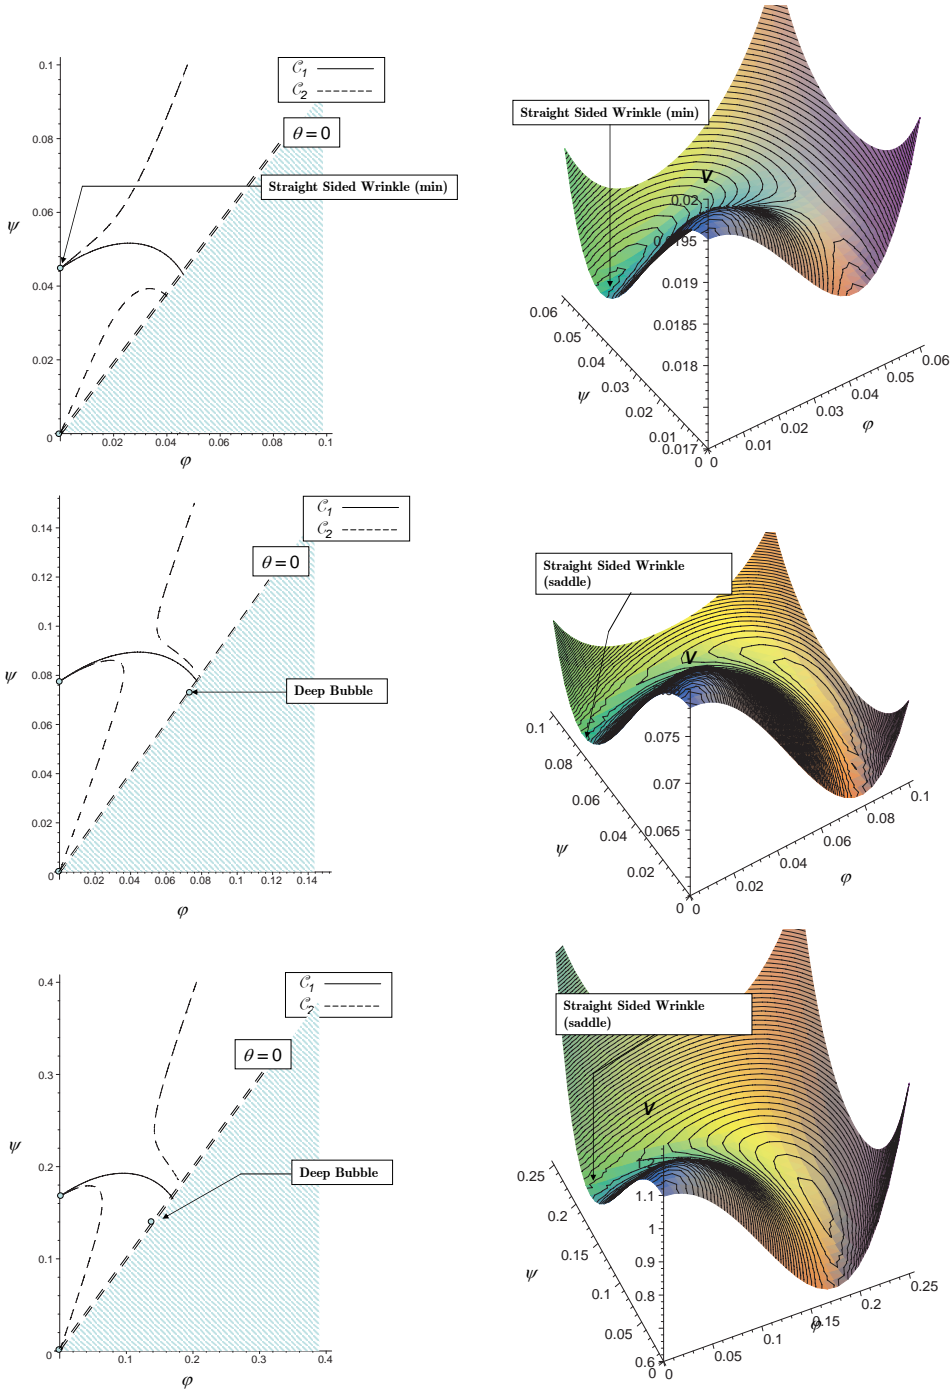 0.1
𝒞1
𝒞2
θ = 0
0.08
Straight Sided Wrinkle (min)
0.06
ψ
0.04
0.02
0
0.02
0.04
0.06
0.08
0.1
φ
Straight Sided Wrinkle (min)
V
0.02
0.0195
0.019
0.0185
0.018
0.017
0.06
0.05
0.04
0.03
0.02
0.01
0
ψ
0
0.01
0.02
0.03
0.04
0.05
0.06
φ
0.14
𝒞1
𝒞2
θ = 0
0.12
0.1
0.08
ψ
Deep Bubble
0.06
0.04
0.02
0
0.02
0.04
0.06
0.08
0.1
0.12
0.14
φ
Straight Sided Wrinkle
(saddle)
V
0.075
0.07
0.065
0.1
0.08
0.06
0.04
0.02
0
ψ
0
0.02
0.04
0.06
0.08
0.1
φ
0.4
𝒞1
𝒞2
θ = 0
0.3
ψ
0.2
Deep Bubble
0.1
0
0.1
0.2
0.3
0.4
φ
Straight Sided Wrinkle
(saddle)
V
1.2
1.1
1
0.9
0.8
0.6
0.25
0.2
0.15
0.1
0.05
0
ψ
0
0.05
0.1
0.15
0.2
0.25
φ